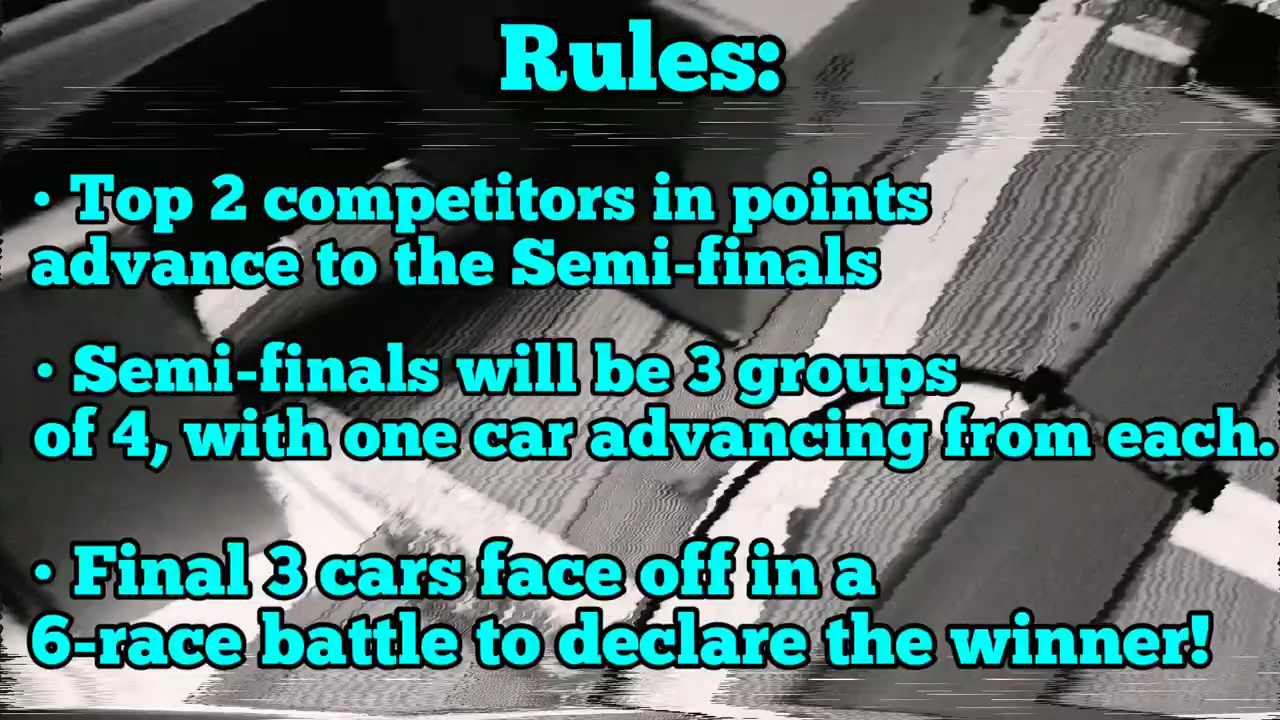 Rules:
• Top 2 competitors in points
advance to the Semi-finals
• Semi-finals will be 3 groups
of 4, with one car advancing from each.
• Final 3 cars face off in a
6-race battle to declare the winner!